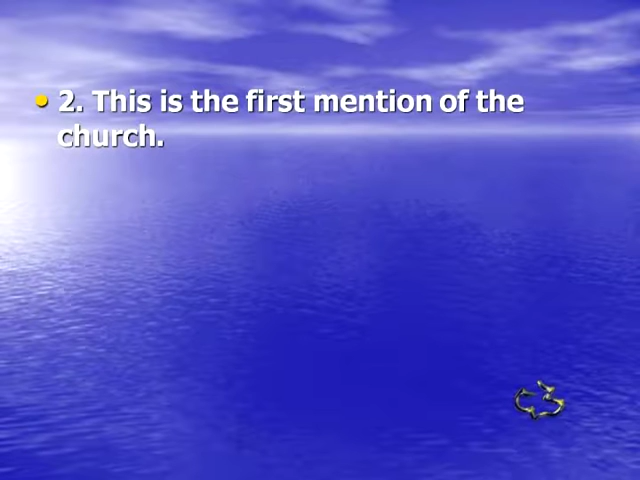 • 2. This is the first mention of the
church.